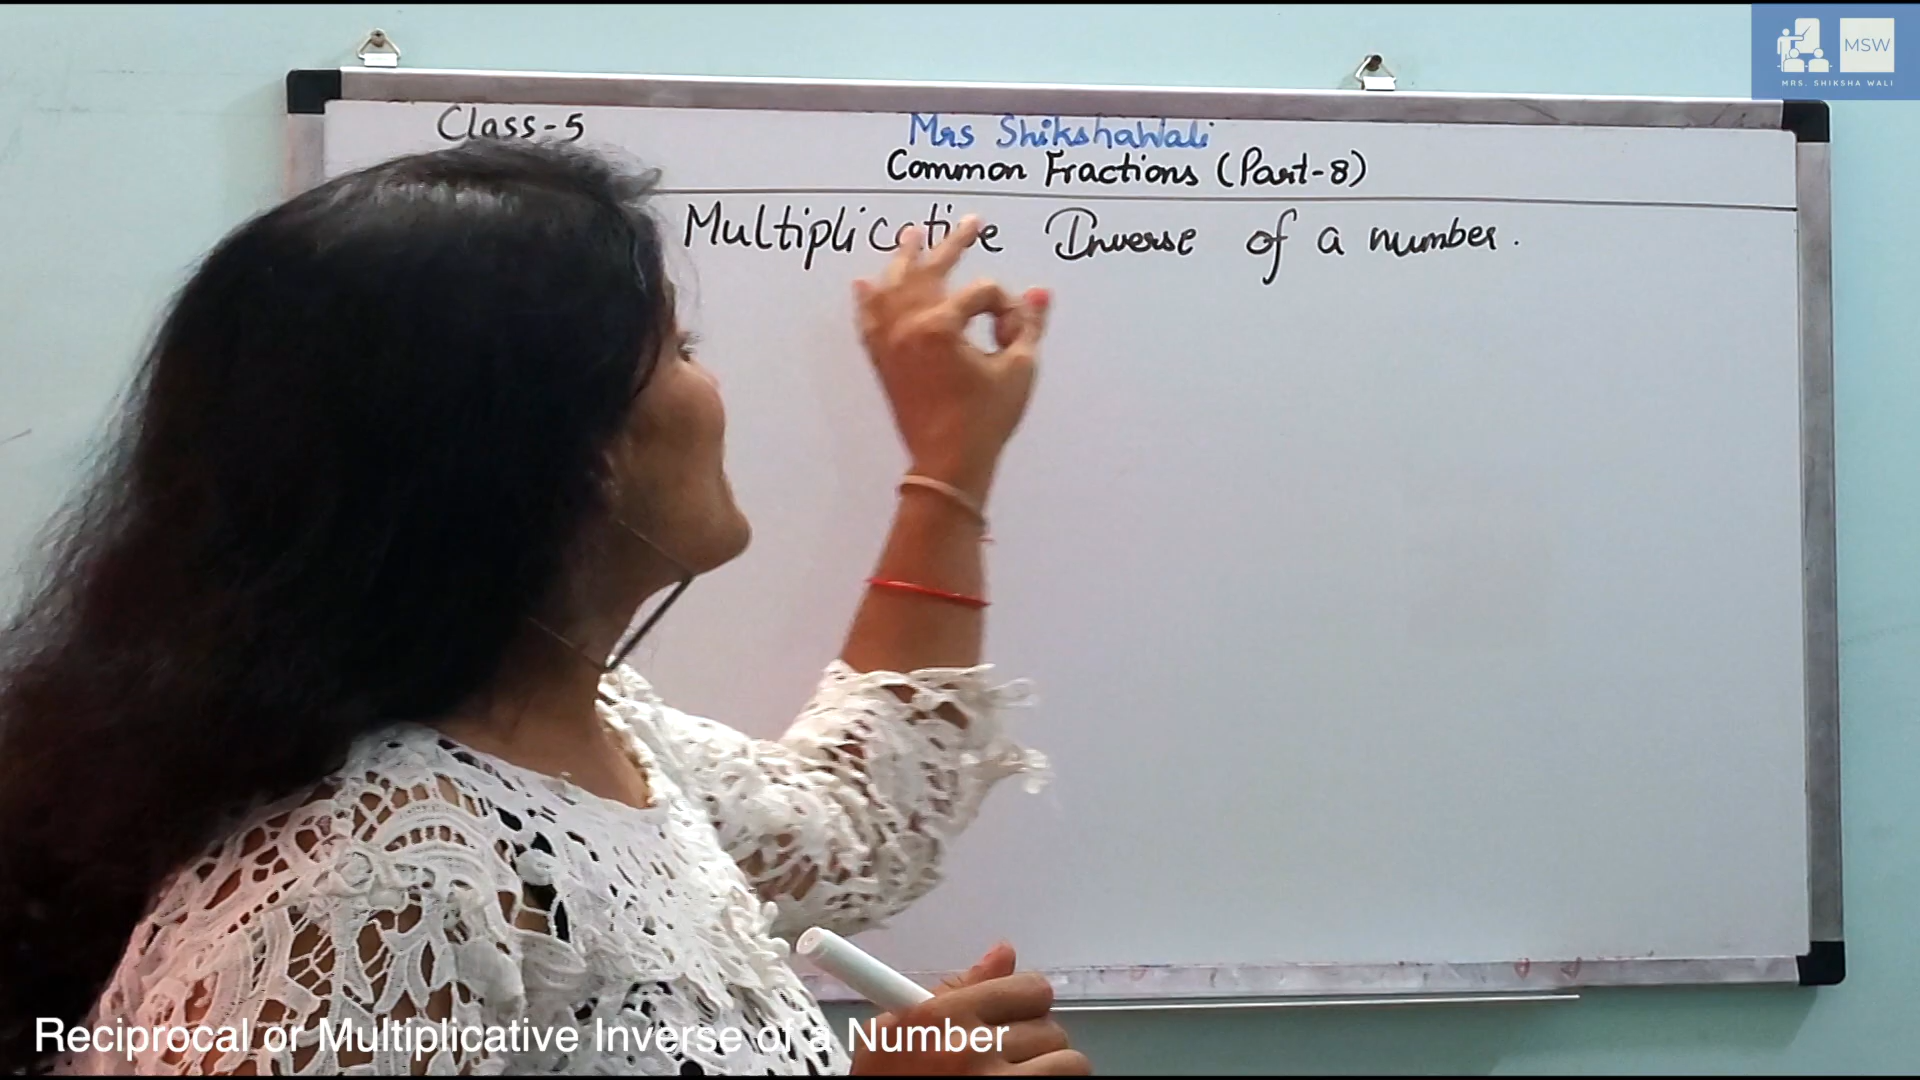 MSW
MRS. SHIKSHA WALI
Class-5
Mrs ShikshaWali
Common Fractions (Part-8)
Multiplicative Inverse of a number.
Reciprocal or Multiplicative Inverse of a Number